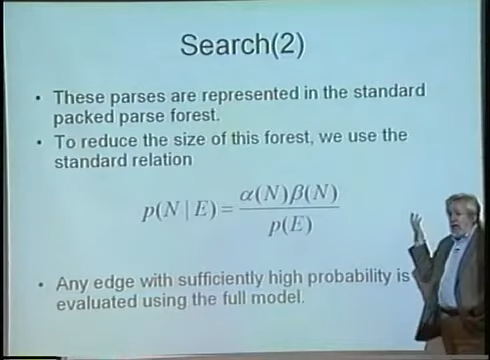 Search(2)
• These parses are represented in the standard
packed parse forest.
• To reduce the size of this forest, we use the
standard relation
p(N | E) = α(N)β(N) / p(E)
• Any edge with sufficiently high probability is
evaluated using the full model.